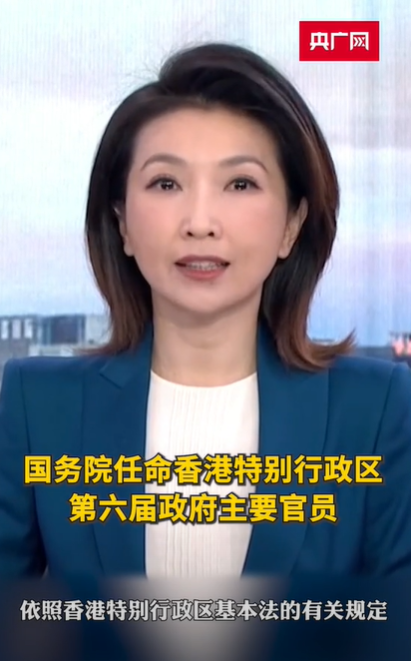 央广网
国务院任命香港特别行政区
第六届政府主要官员
依照香港特别行政区基本法的有关规定